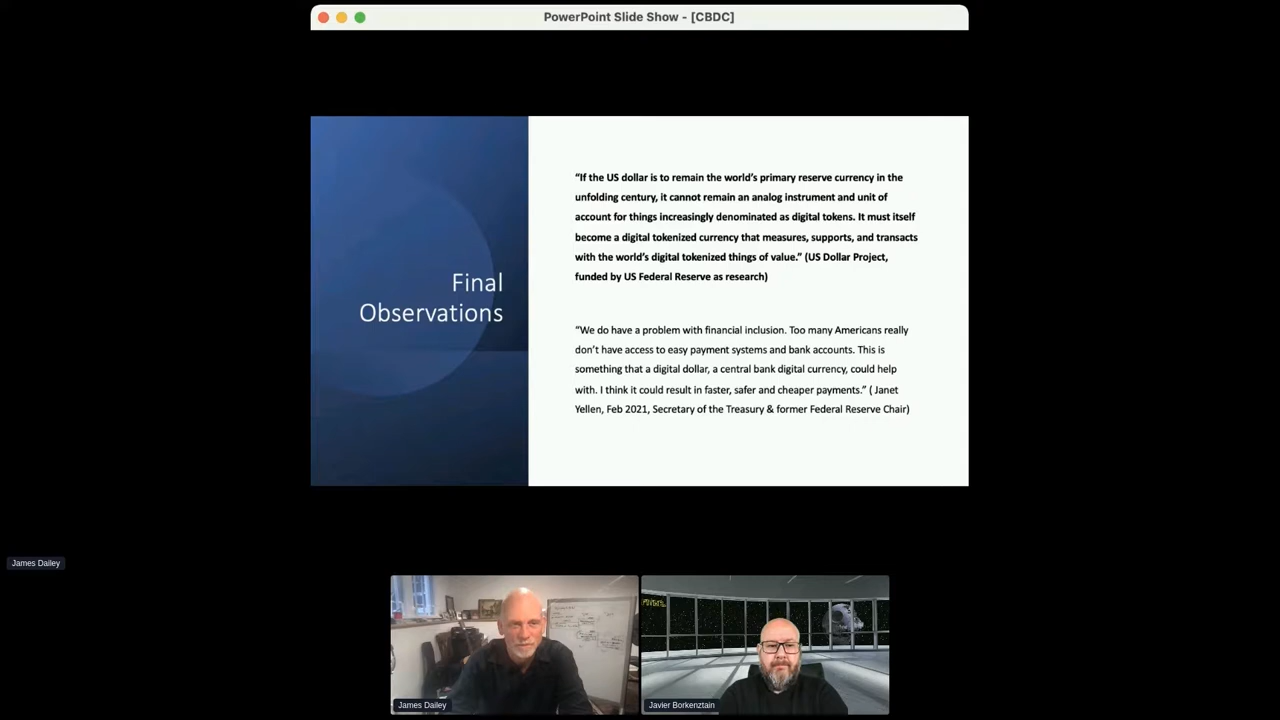 PowerPoint Slide Show - [CBDC]
Final
Observations
“If the US dollar is to remain the world’s primary reserve currency in the
unfolding century, it cannot remain an analog instrument and unit of
account for things increasingly denominated as digital tokens. It must itself
become a digital tokenized currency that measures, supports, and transacts
with the world’s digital tokenized things of value.” (US Dollar Project,
funded by US Federal Reserve as research)
“We do have a problem with financial inclusion. Too many Americans really
don’t have access to easy payment systems and bank accounts. This is
something that a digital dollar, a central bank digital currency, could help
with. I think it could result in faster, safer and cheaper payments.” ( Janet
Yellen, Feb 2021, Secretary of the Treasury & former Federal Reserve Chair)
James Dailey
James Dailey
Javier Borkenztain